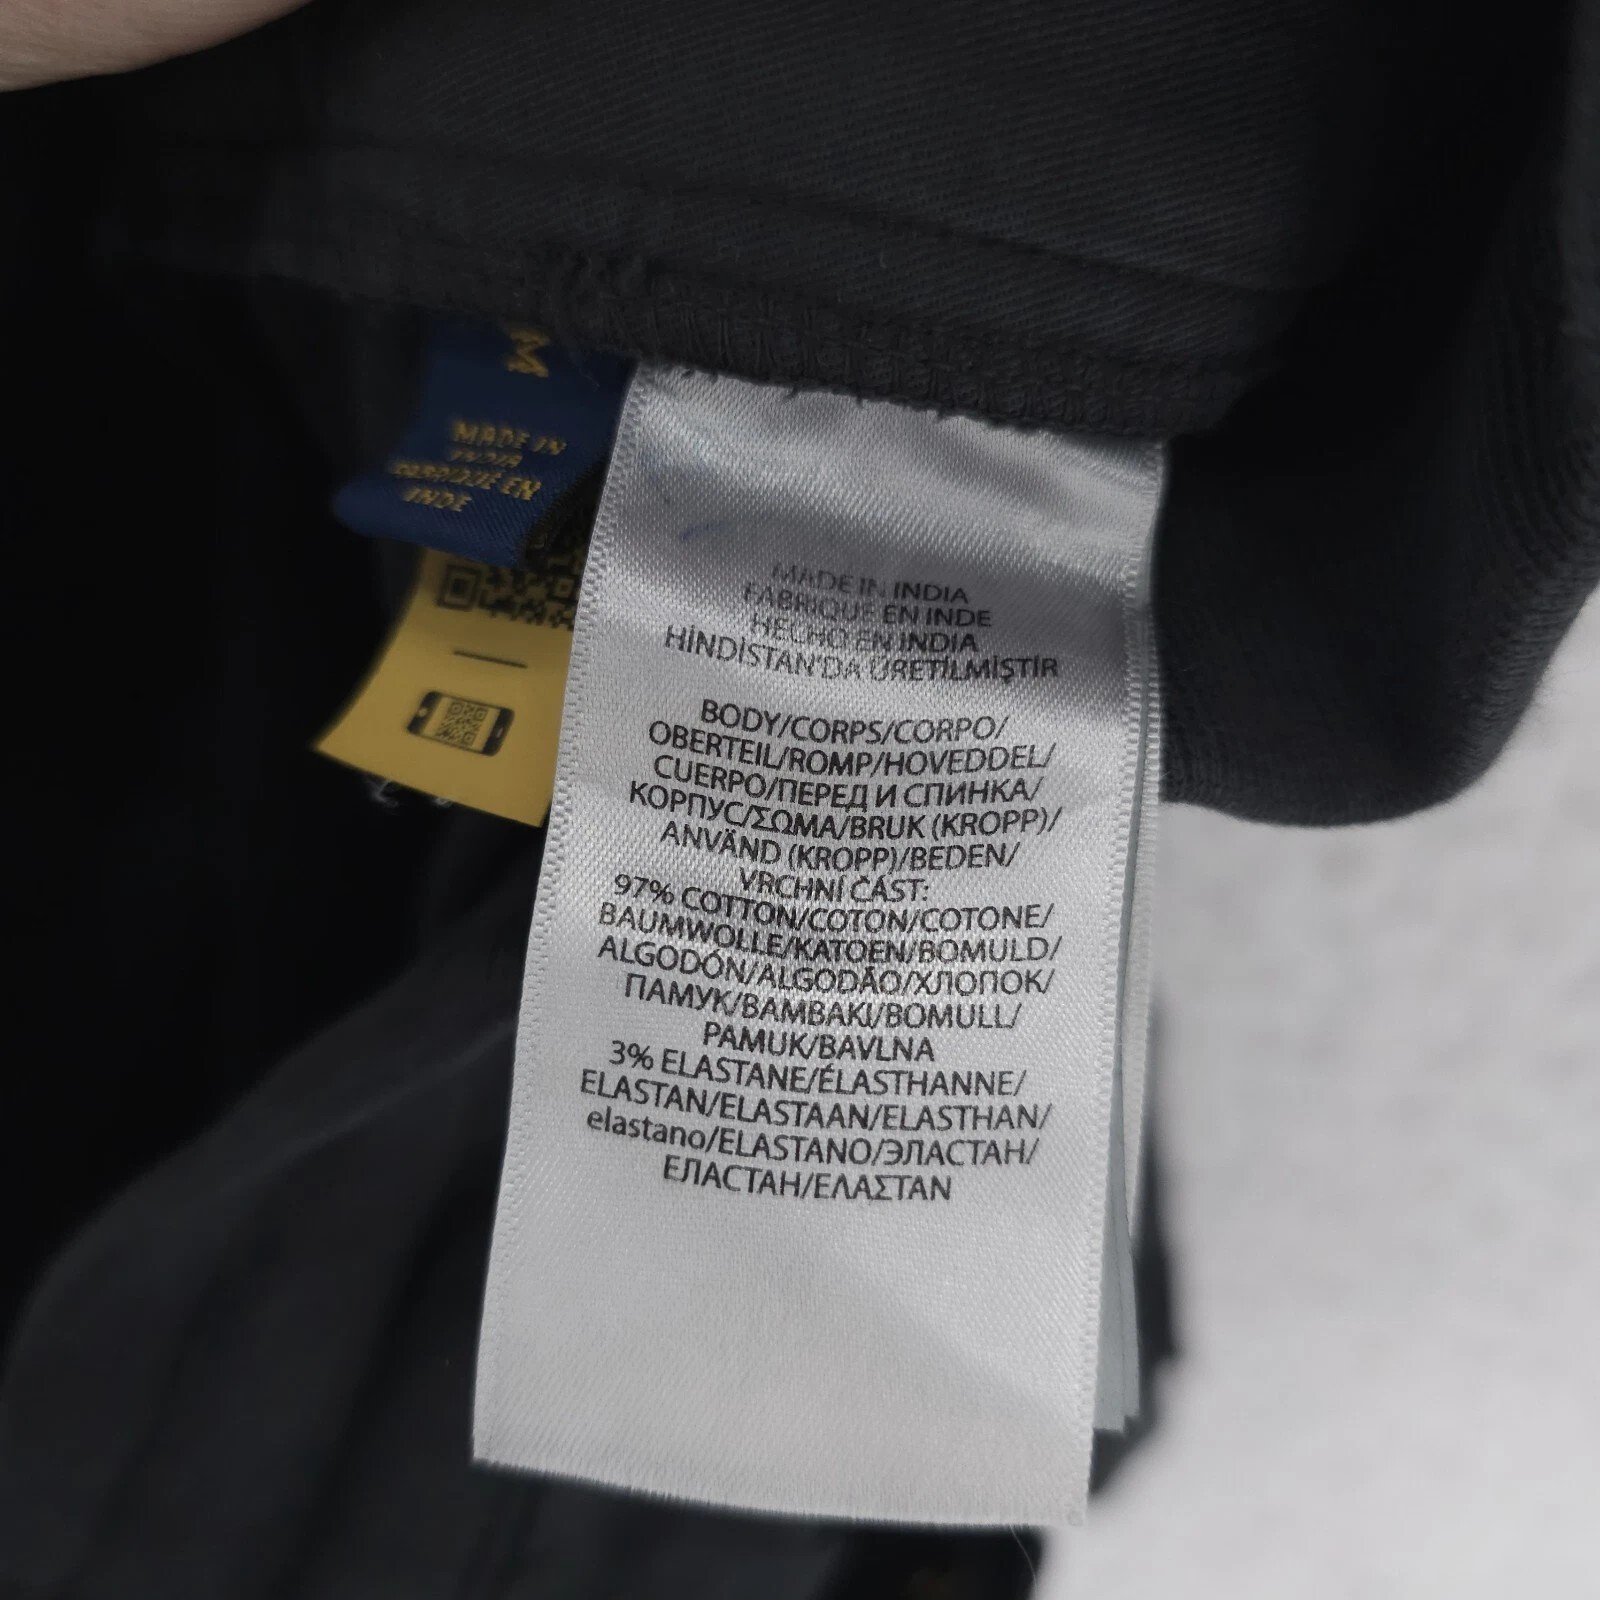 M
MADE IN
INDIA
FABRIQUE EN
INDE
MADE IN INDIA
FABRIQUE EN INDE
HECHO EN INDIA
HİNDİSTAN'DA ÜRETİLMİŞTİR
BODY/CORPS/CORPO/
OBERTEIL/ROMP/HOVEDDEL/
CUERPO/ПЕРЕД И СПИНКА/
КОРПУС/ΣΩΜΑ/BRUK (KROPP)/
ANVÄND (KROPP)/BEDEN/
VRCHNÍ ČÁST:
97% COTTON/COTON/COTONE/
BAUMWOLLE/KATOEN/BOMULD/
ALGODÓN/ALGODÃO/ХЛОПОК/
ПАМУК/ΒΑΜΒΑΚΙ/BOMULL/
PAMUK/BAVLNA
3% ELASTANE/ÉLASTHANNE/
ELASTAN/ELASTAAN/ELASTHAN/
elastano/ELASTANO/ЭЛАСТАН/
ЕЛАСТАН/ΕΛΑΣΤΑΝ